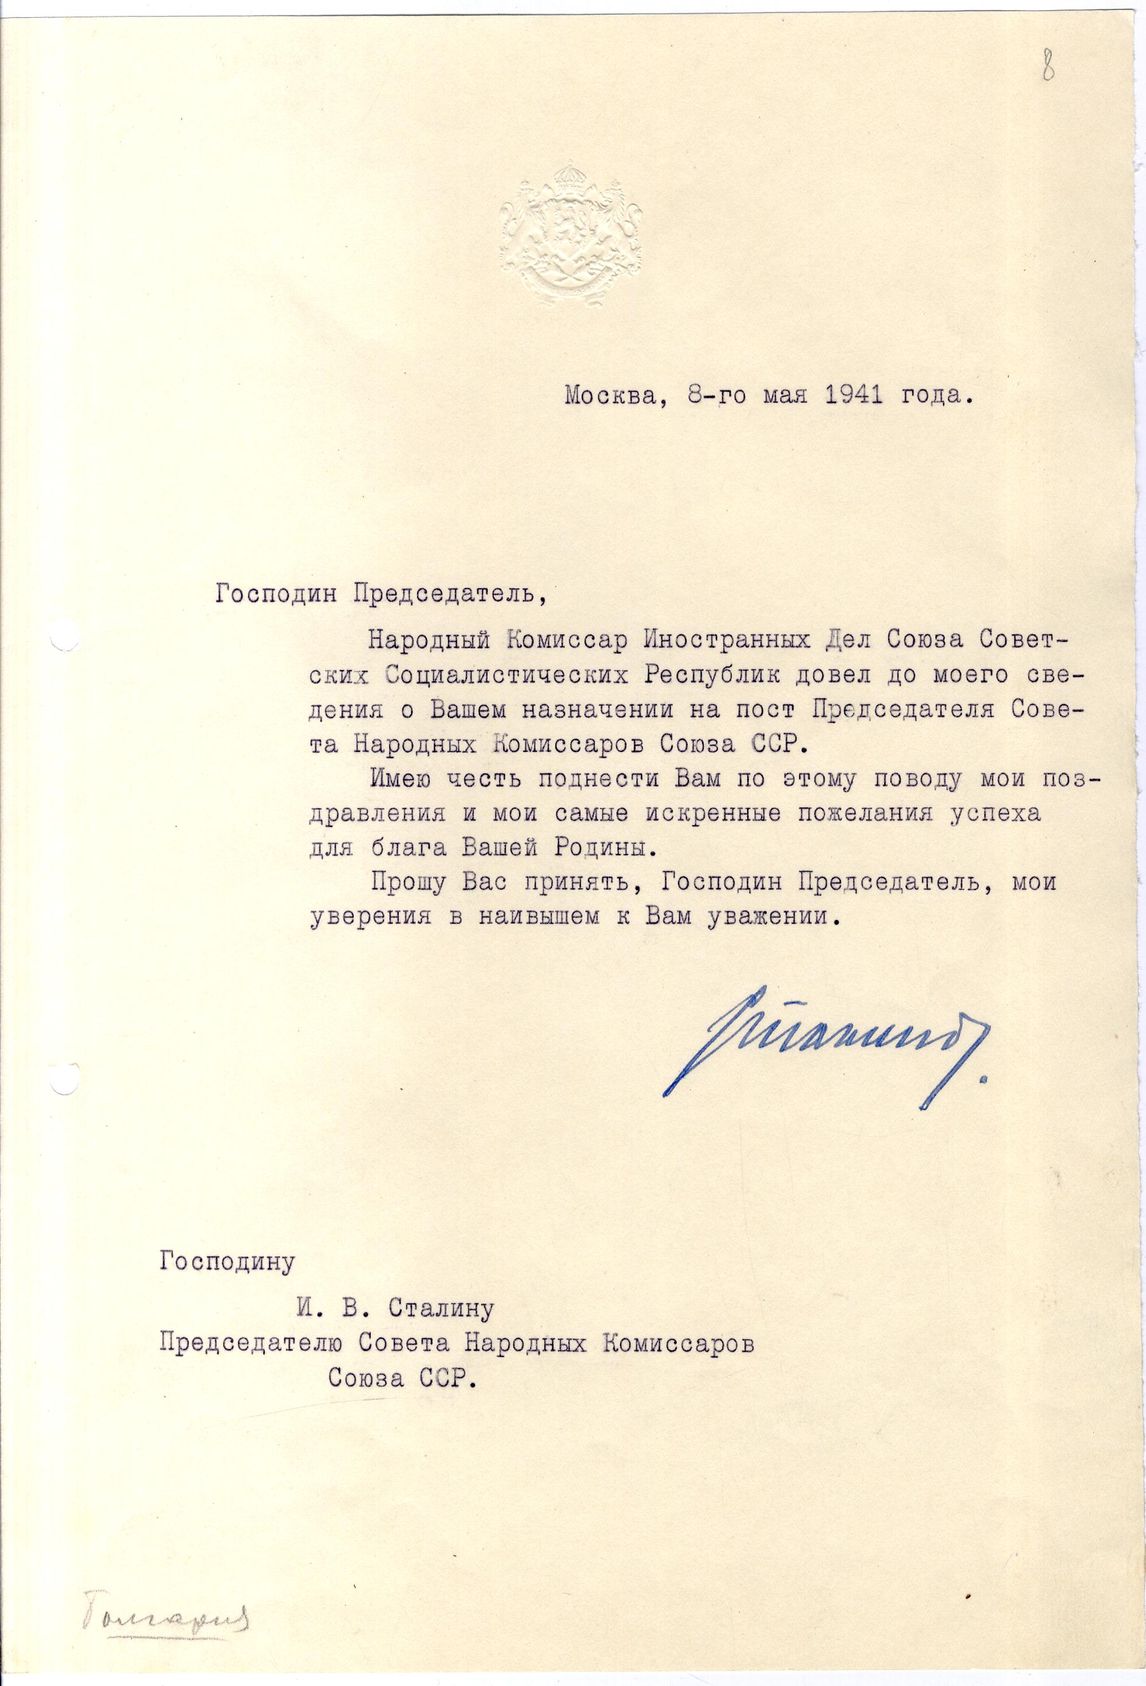 8
Москва, 8-го мая 1941 года.
Господин Председатель,
Народный Комиссар Иностранных Дел Союза Совет-
ских Социалистических Республик довел до моего све-
дения о Вашем назначении на пост Председателя Сове-
та Народных Комиссаров Союза ССР.
Имею честь поднести Вам по этому поводу мои поз-
дравления и мои самые искренные пожелания успеха
для блага Вашей Родины.
Прошу Вас принять, Господин Председатель, мои
уверения в наивышем к Вам уважении.
Господину
И. В. Сталину
Председателю Совета Народных Комиссаров
Союза ССР.
Болгария